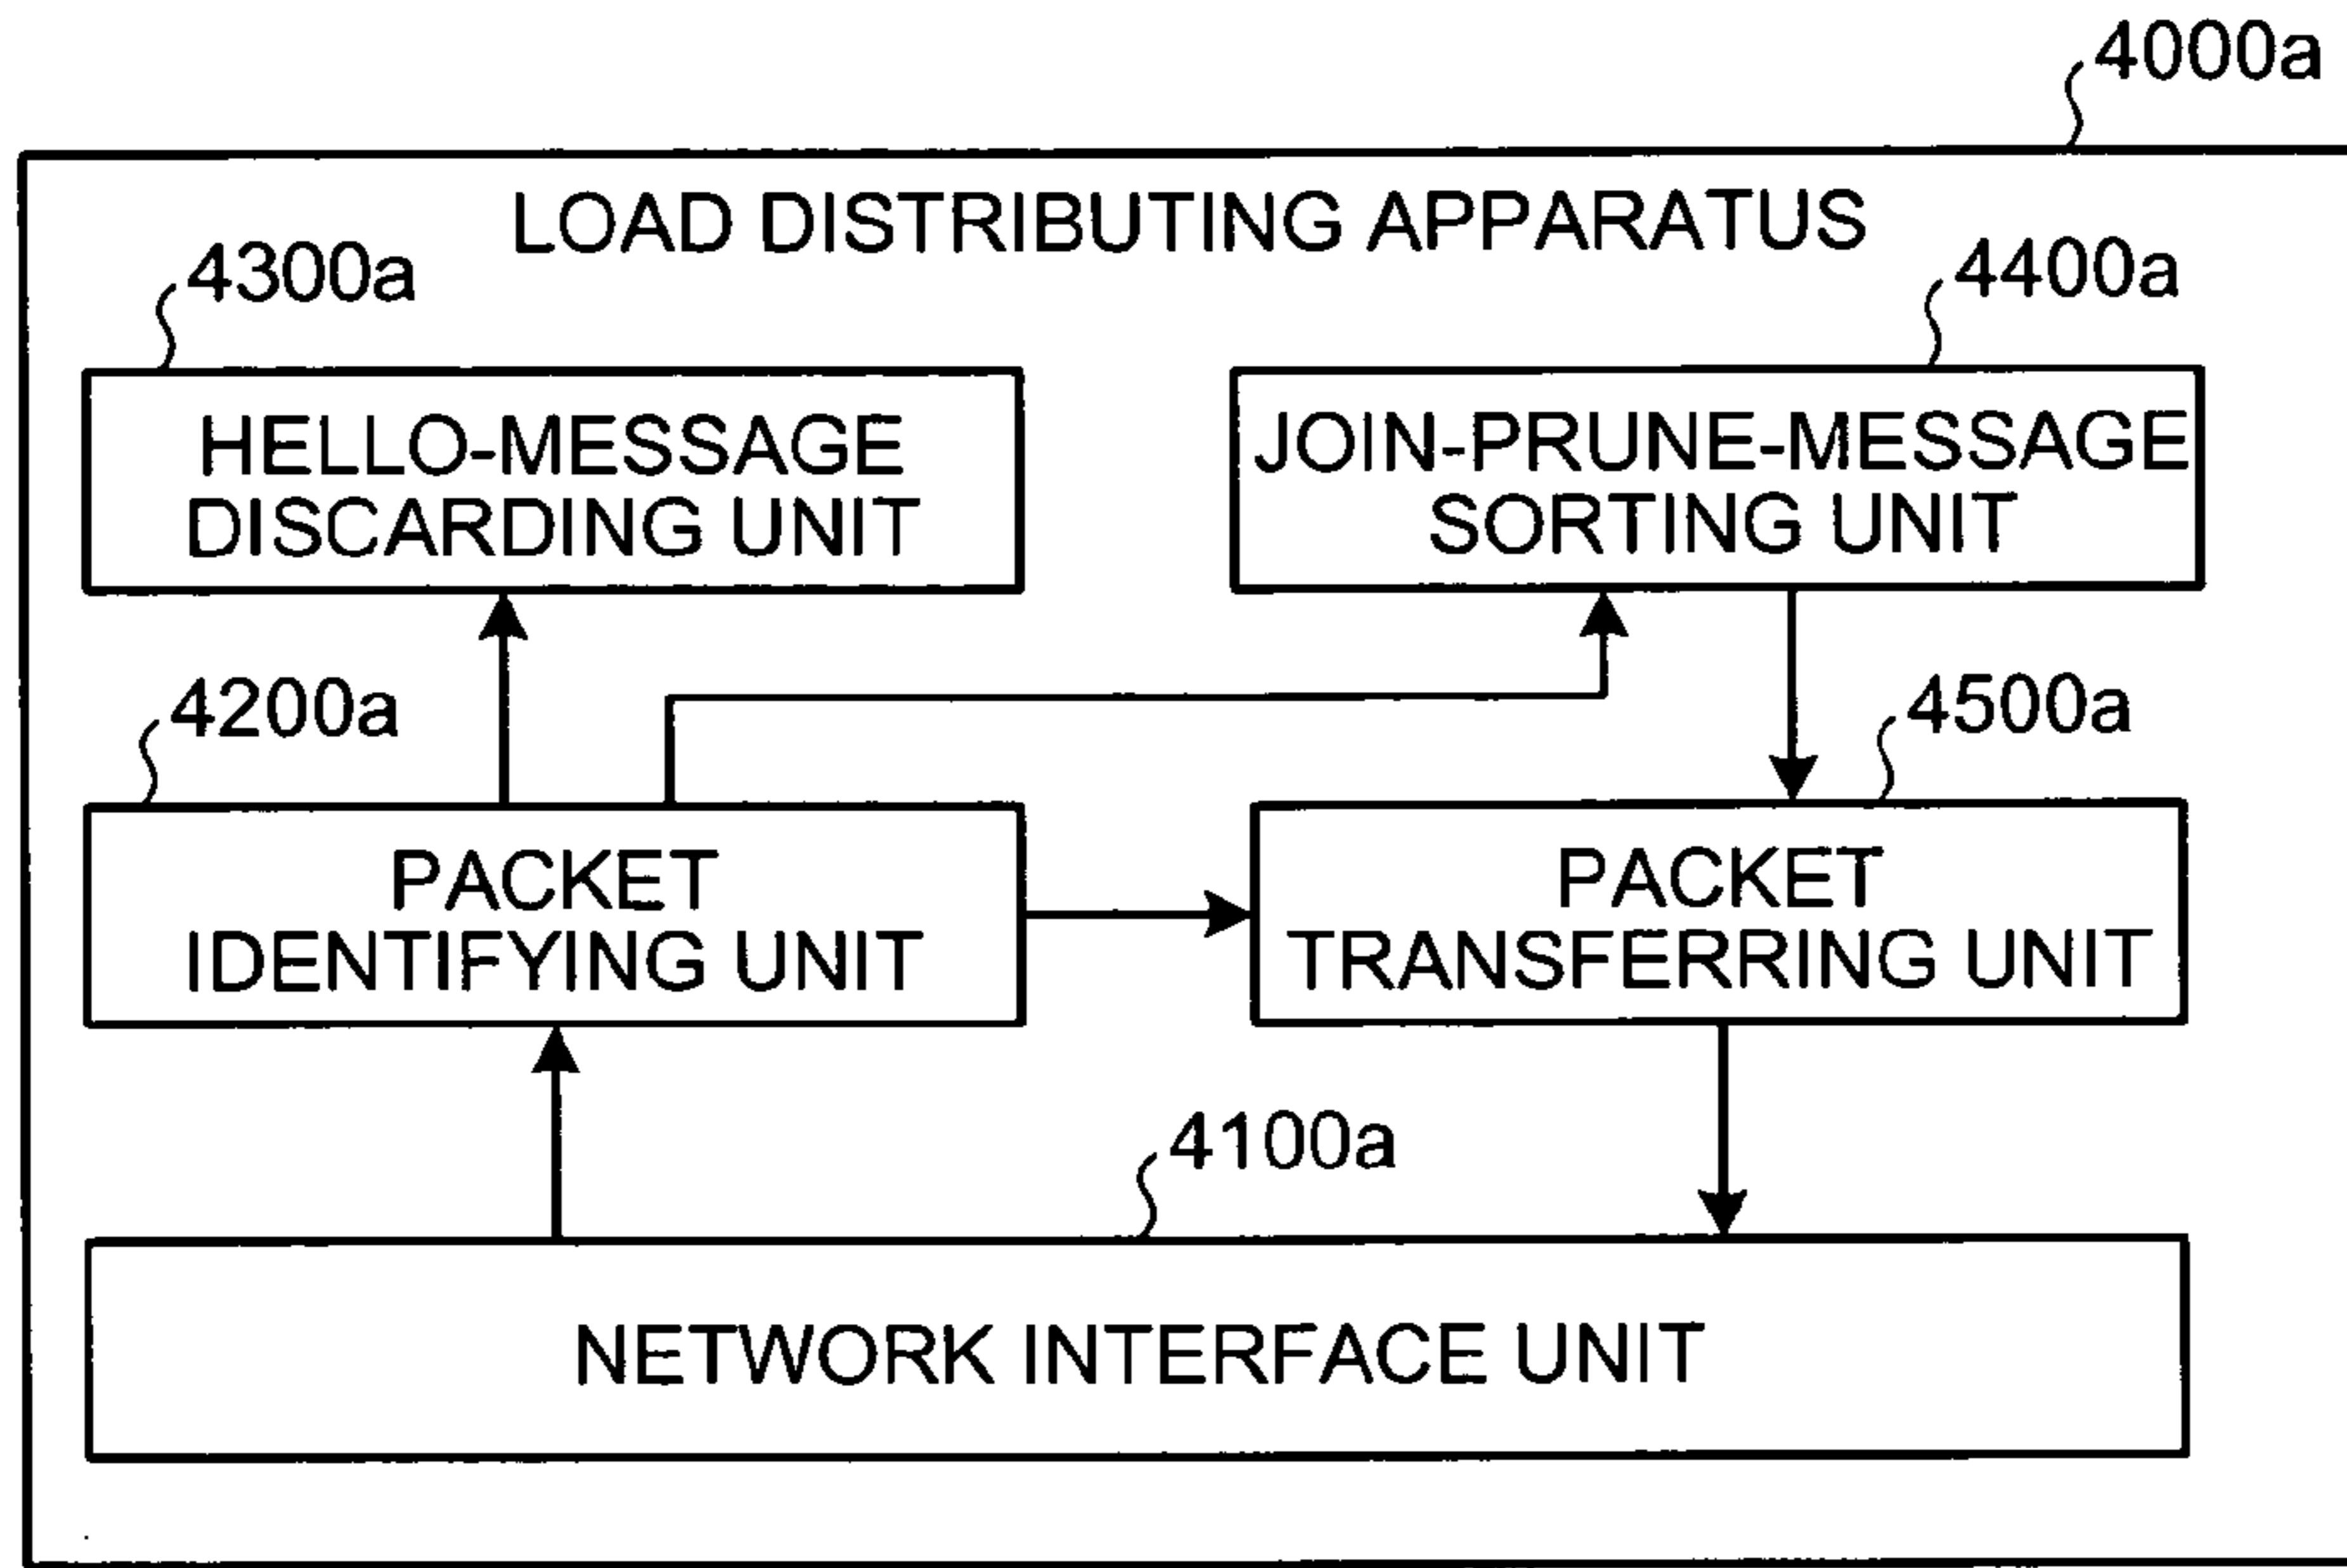 4000a
LOAD DISTRIBUTING APPARATUS
4300a
4400a
HELLO-MESSAGE
DISCARDING UNIT
JOIN-PRUNE-MESSAGE
SORTING UNIT
4200a
4500a
PACKET
IDENTIFYING UNIT
PACKET
TRANSFERRING UNIT
4100a
NETWORK INTERFACE UNIT